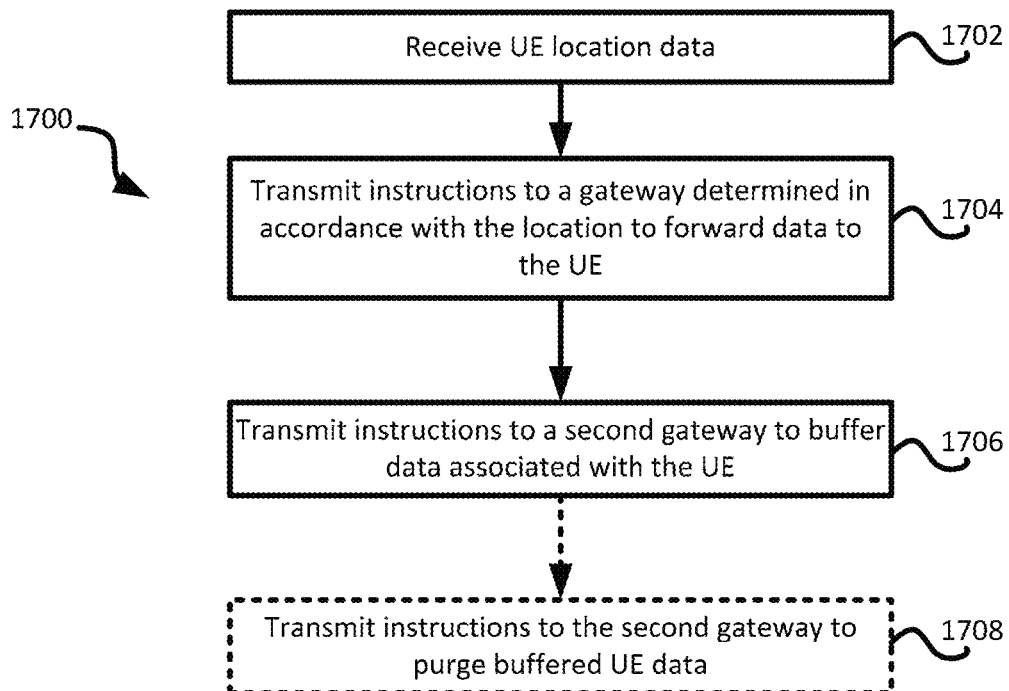 Receive UE location data
1702
1700
Transmit instructions to a gateway determined in
accordance with the location to forward data to
the UE
1704
Transmit instructions to a second gateway to buffer
data associated with the UE
1706
Transmit instructions to the second gateway to
purge buffered UE data
1708